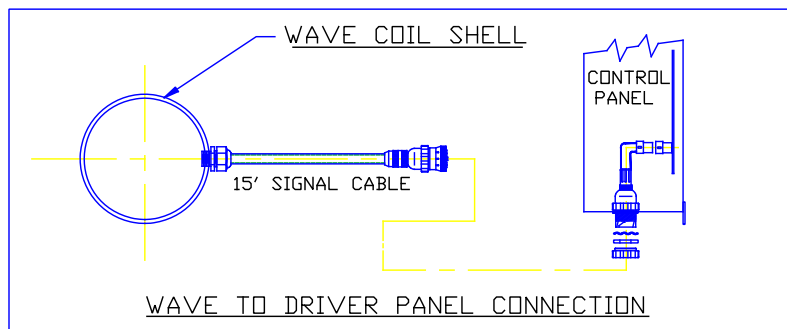 WAVE COIL SHELL
CONTROL
PANEL
15' SIGNAL CABLE
WAVE TO DRIVER PANEL CONNECTION